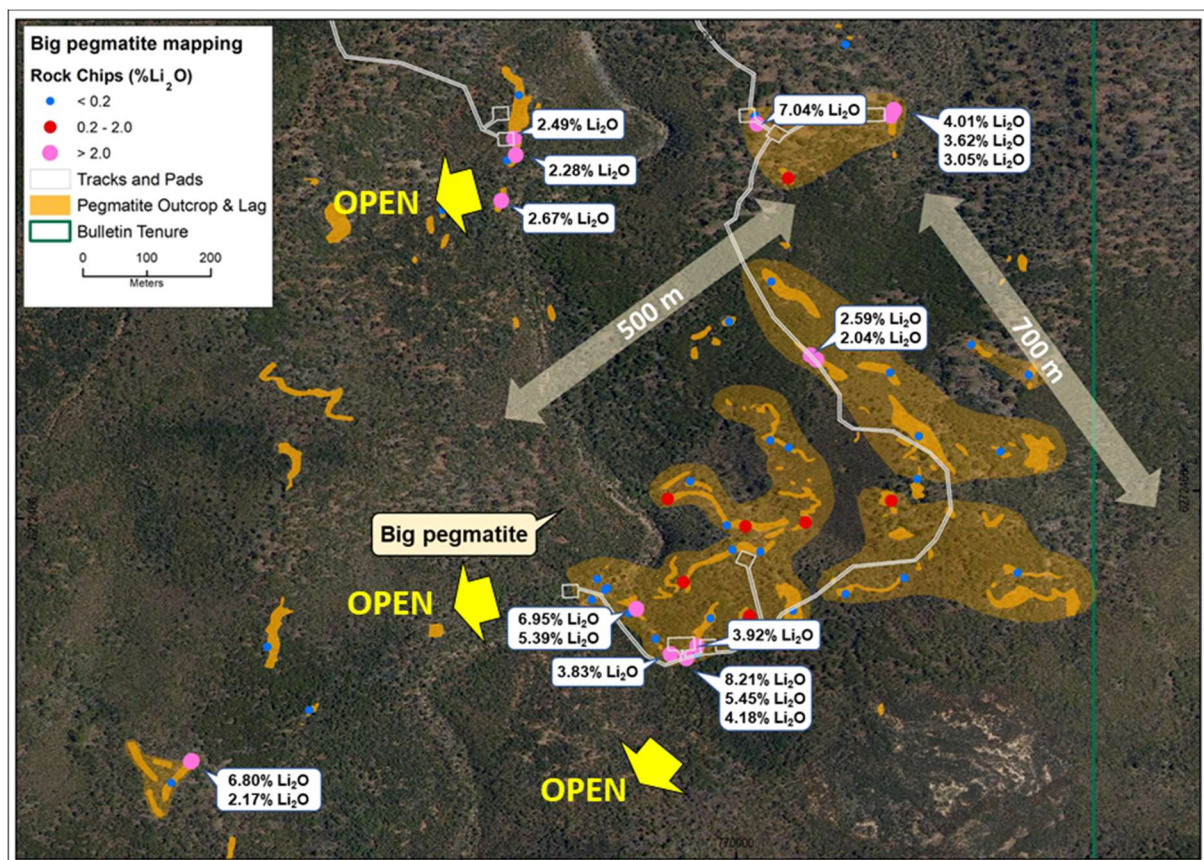 Big pegmatite mapping
Rock Chips (%Li₂O)
< 0.2
0.2 - 2.0
> 2.0
Tracks and Pads
Pegmatite Outcrop & Lag
Bulletin Tenure
0 100 200
Meters
2.49% Li₂O
2.28% Li₂O
2.67% Li₂O
OPEN
7.04% Li₂O
4.01% Li₂O
3.62% Li₂O
3.05% Li₂O
500 m
700 m
2.59% Li₂O
2.04% Li₂O
Big pegmatite
OPEN
6.95% Li₂O
5.39% Li₂O
3.92% Li₂O
3.83% Li₂O
8.21% Li₂O
5.45% Li₂O
4.18% Li₂O
OPEN
6.80% Li₂O
2.17% Li₂O
770000